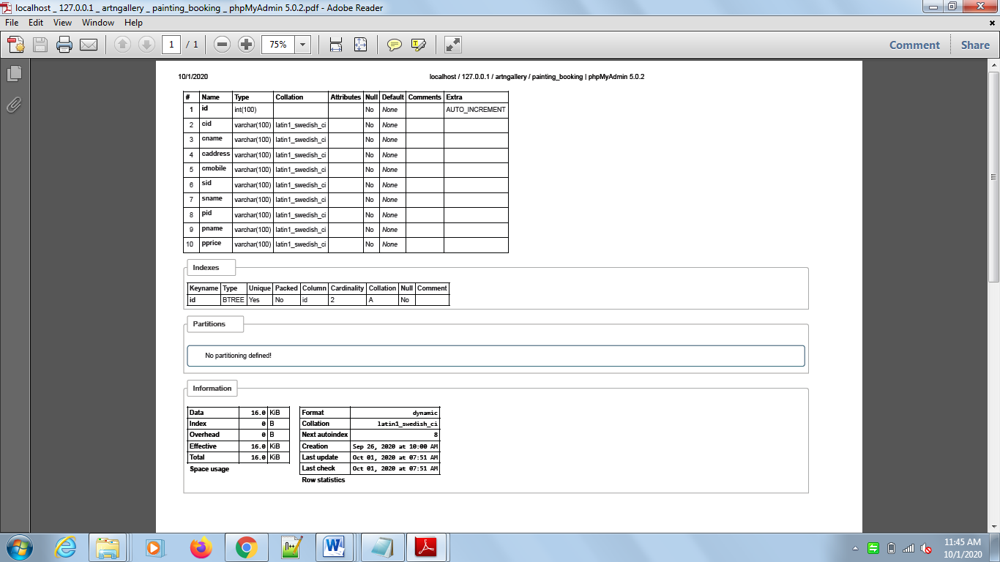 localhost _ 127.0.0.1 _ artngallery _ painting_booking _ phpMyAdmin 5.0.2.pdf - Adobe Reader
File Edit View Window Help
1 / 1 75% Comment Share
10/1/2020 localhost / 127.0.0.1 / artngallery / painting_booking | phpMyAdmin 5.0.2
# Name Type Collation Attributes Null Default Comments Extra
1 id int(100) No None AUTO_INCREMENT
2 cid varchar(100) latin1_swedish_ci No None
3 cname varchar(100) latin1_swedish_ci No None
4 caddress varchar(100) latin1_swedish_ci No None
5 cmobile varchar(100) latin1_swedish_ci No None
6 sid varchar(100) latin1_swedish_ci No None
7 sname varchar(100) latin1_swedish_ci No None
8 pid varchar(100) latin1_swedish_ci No None
9 pname varchar(100) latin1_swedish_ci No None
10 pprice varchar(100) latin1_swedish_ci No None
Indexes
Keyname Type Unique Packed Column Cardinality Collation Null Comment
id BTREE Yes No id 2 A No
Partitions
No partitioning defined!
Information
Data 16.0 KiB Format dynamic
Index 0 B Collation latin1_swedish_ci
Overhead 0 B Next autoindex 8
Effective 16.0 KiB Creation Sep 26, 2020 at 10:00 AM
Total 16.0 KiB Last update Oct 01, 2020 at 07:51 AM
Space usage Last check Oct 01, 2020 at 07:51 AM
Row statistics
11:45 AM
10/1/2020